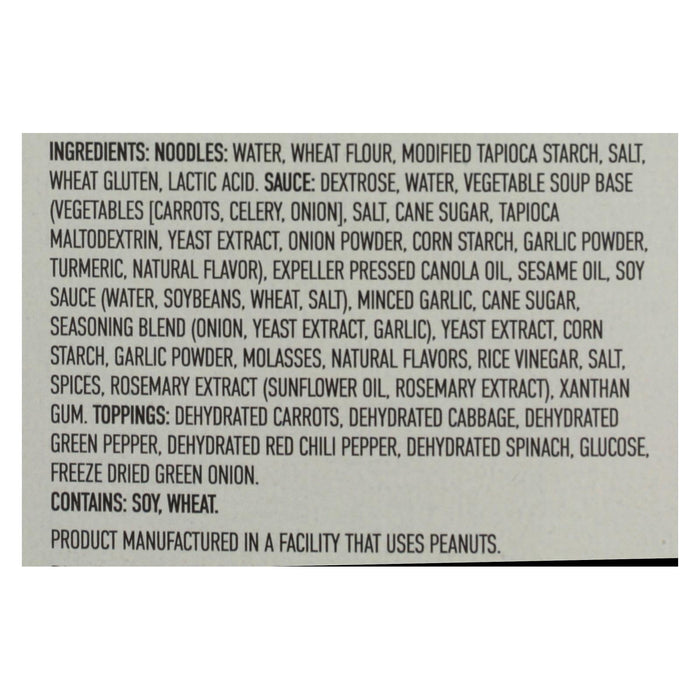 INGREDIENTS: NOODLES: WATER, WHEAT FLOUR, MODIFIED TAPIOCA STARCH, SALT,
WHEAT GLUTEN, LACTIC ACID. SAUCE: DEXTROSE, WATER, VEGETABLE SOUP BASE
(VEGETABLES [CARROTS, CELERY, ONION], SALT, CANE SUGAR, TAPIOCA
MALTODEXTRIN, YEAST EXTRACT, ONION POWDER, CORN STARCH, GARLIC POWDER,
TURMERIC, NATURAL FLAVOR), EXPELLER PRESSED CANOLA OIL, SESAME OIL, SOY
SAUCE (WATER, SOYBEANS, WHEAT, SALT), MINCED GARLIC, CANE SUGAR,
SEASONING BLEND (ONION, YEAST EXTRACT, GARLIC), YEAST EXTRACT, CORN
STARCH, GARLIC POWDER, MOLASSES, NATURAL FLAVORS, RICE VINEGAR, SALT,
SPICES, ROSEMARY EXTRACT (SUNFLOWER OIL, ROSEMARY EXTRACT), XANTHAN
GUM. TOPPINGS: DEHYDRATED CARROTS, DEHYDRATED CABBAGE, DEHYDRATED
GREEN PEPPER, DEHYDRATED RED CHILI PEPPER, DEHYDRATED SPINACH, GLUCOSE,
FREEZE DRIED GREEN ONION.
CONTAINS: SOY, WHEAT.
PRODUCT MANUFACTURED IN A FACILITY THAT USES PEANUTS.